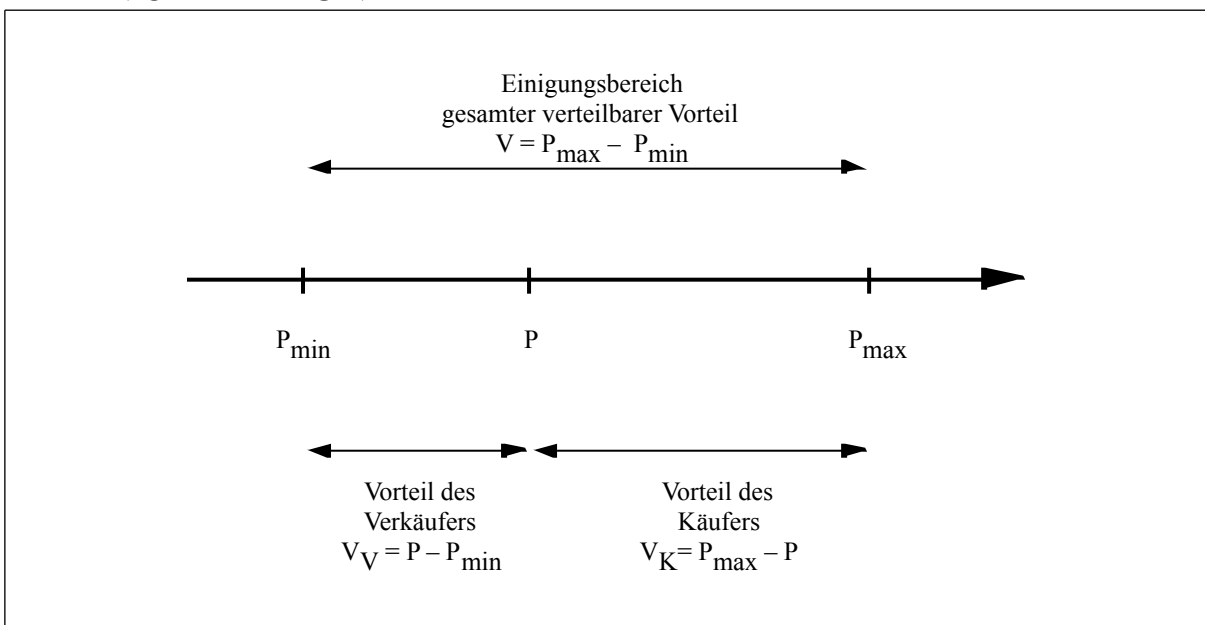 Einigungsbereich
gesamter verteilbarer Vorteil
V = Pmax – Pmin
Pmin
P
Pmax
Vorteil des
Verkäufers
VV = P – Pmin
Vorteil des
Käufers
VK= Pmax – P